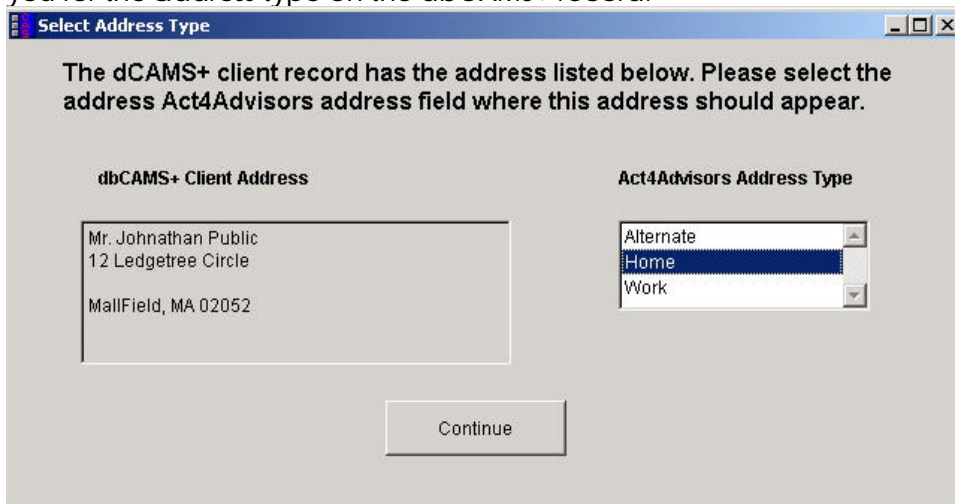 you for the address type on the dbCAMS+ record.
Select Address Type
The dCAMS+ client record has the address listed below. Please select the
address Act4Advisors address field where this address should appear.
dbCAMS+ Client Address
Act4Advisors Address Type
Mr. Johnathan Public
12 Ledgetree Circle
MallField, MA 02052
Alternate
Home
Work
Continue